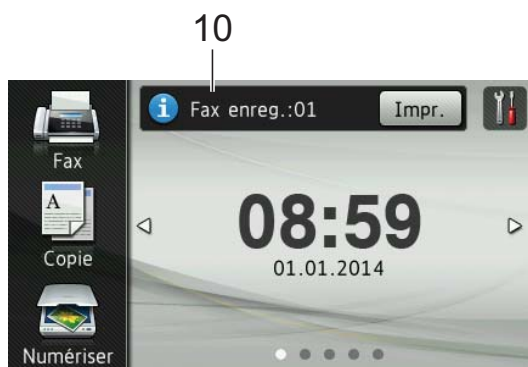 10
Fax enreg.:01 Impr.
Fax
A
Copie
Numériser
08:59
01.01.2014